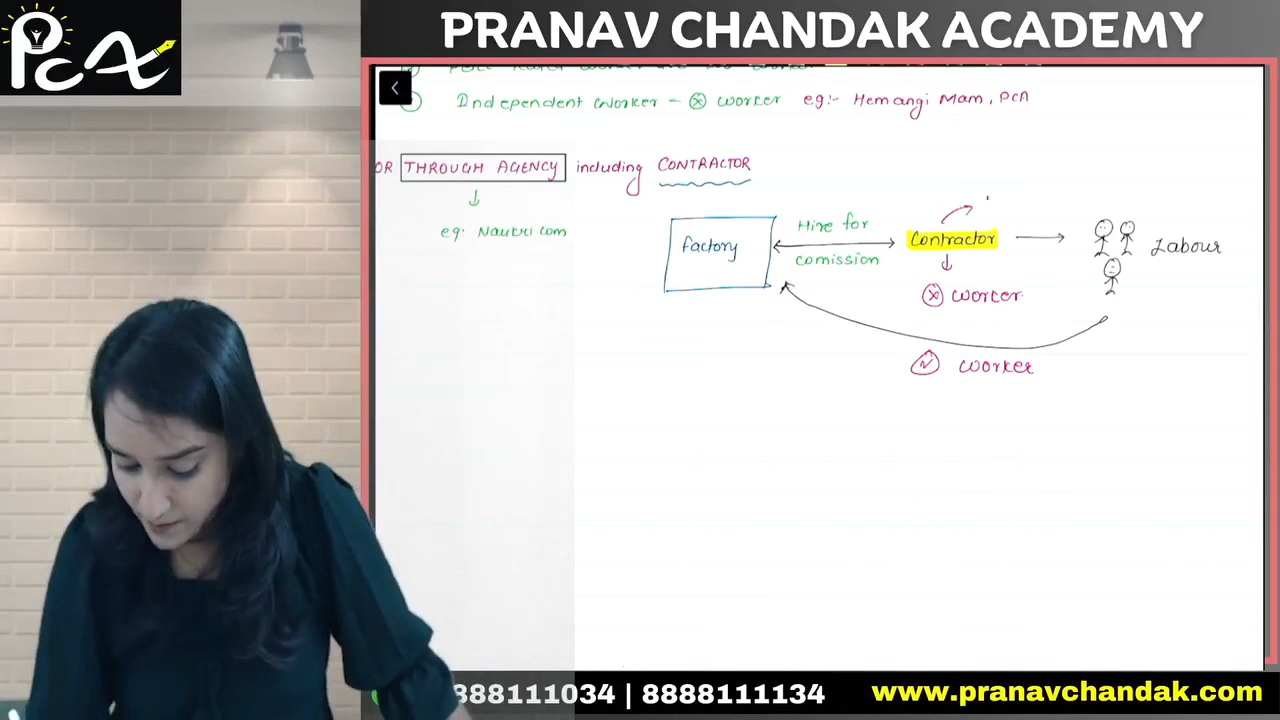 PCA
PRANAV CHANDAK ACADEMY
Independent worker - ⊗ worker eg:- Hemangi Mam, PCA
OR THROUGH AGENCY including CONTRACTOR
eg: Naukri com
Factory
Hire for
comission
Contractor
Labour
⊗ worker
worker
888111034 | 8888111134
www.pranavchandak.com